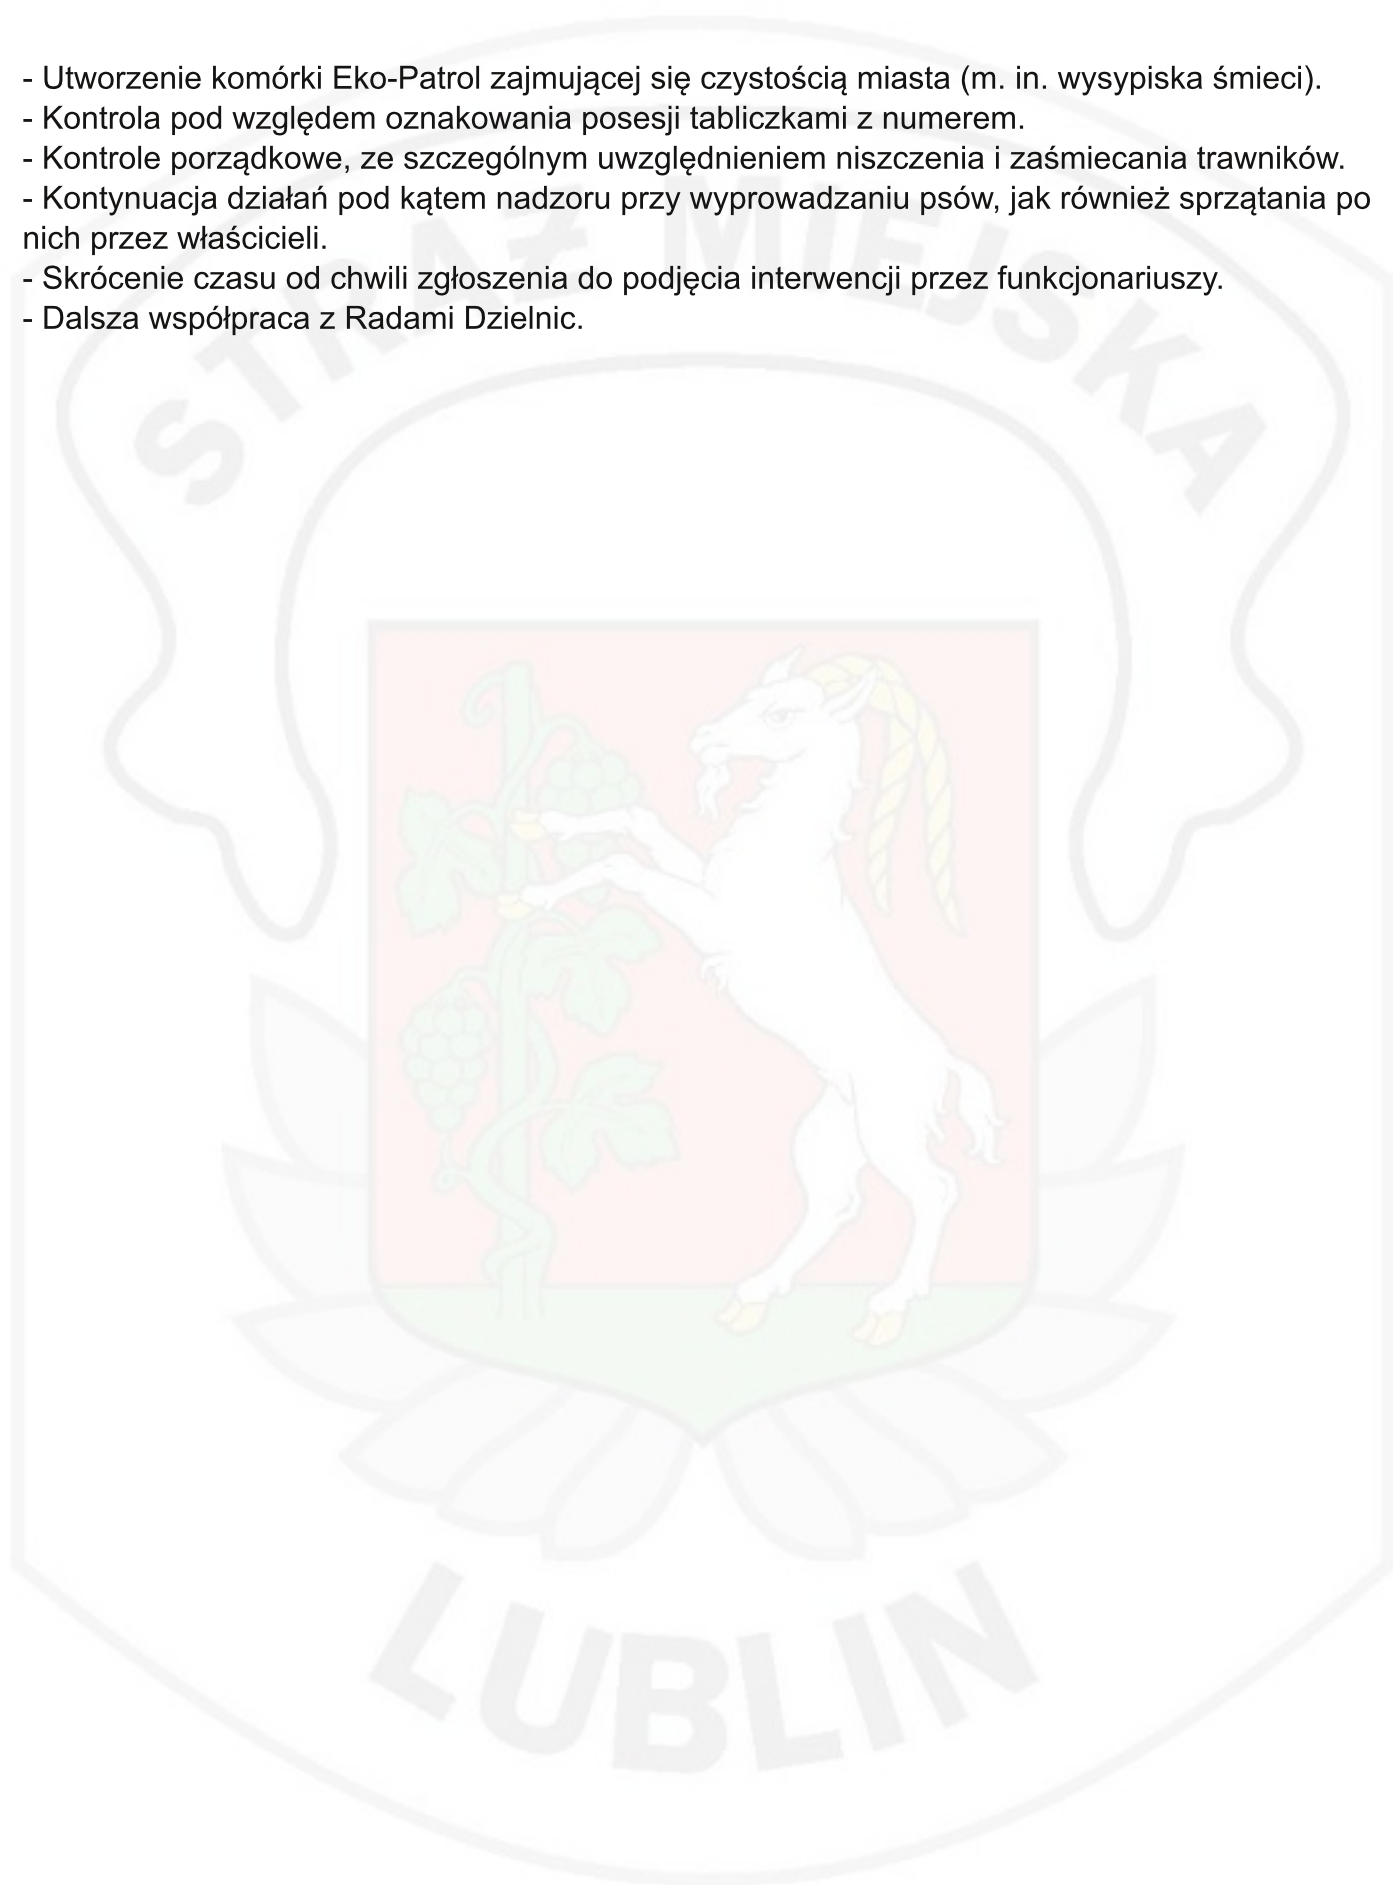 - Utworzenie komórki Eko-Patrol zajmującej się czystością miasta (m. in. wysypiska śmieci).
- Kontrola pod względem oznakowania posesji tabliczkami z numerem.
- Kontrole porządkowe, ze szczególnym uwzględnieniem niszczenia i zaśmiecania trawników.
- Kontynuacja działań pod kątem nadzoru przy wyprowadzaniu psów, jak również sprzątania po
nich przez właścicieli.
- Skrócenie czasu od chwili zgłoszenia do podjęcia interwencji przez funkcjonariuszy.
- Dalsza współpraca z Radami Dzielnic.
STRAŻ MIEJSKA
LUBLIN